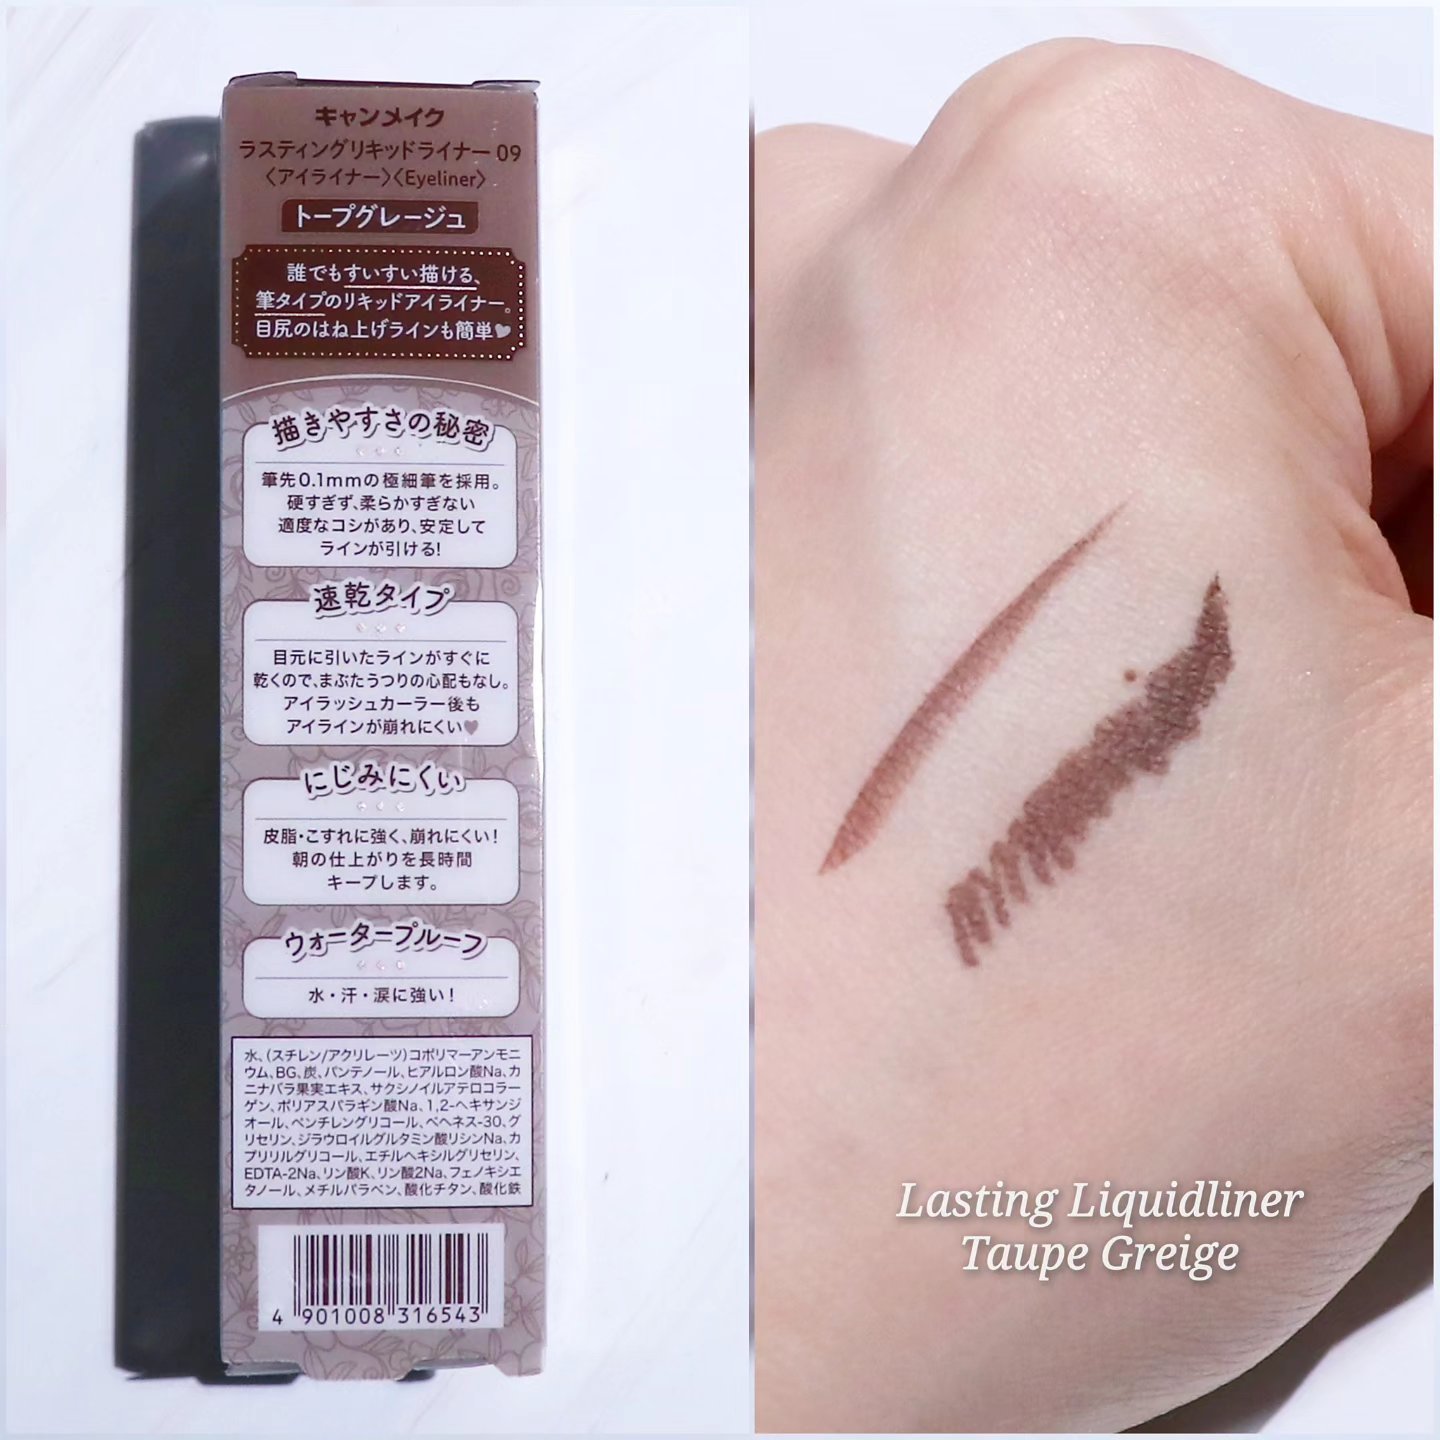 キャンメイク
ラスティングリキッドライナー 09
〈アイライナー〉〈Eyeliner〉
トープグレージュ
誰でもすいすい描ける、
筆タイプのリキッドアイライナー。
目尻のはね上げラインも簡単♥
描きやすさの秘密
筆先0.1mmの極細筆を採用。
硬すぎず、柔らかすぎない
適度なコシがあり、安定して
ラインが引ける!
速乾タイプ
目元に引いたラインがすぐに
乾くので、まぶたうつりの心配もなし。
アイラッシュカーラー後も
アイラインが崩れにくい♥
にじみにくい
皮脂・こすれに強く、崩れにくい!
朝の仕上がりを長時間
キープします。
ウォータープルーフ
水・汗・涙に強い!
水、(スチレン/アクリレーツ)コポリマーアンモニ
ウム、BG、炭、パンテノール、ヒアルロン酸Na、カ
ニナバラ果実エキス、サクシノイルアテロコラー
ゲン、ポリアスパラギン酸Na、1,2-ヘキサンジ
オール、ペンチレングリコール、ベヘネス-30、グ
リセリン、ジラウロイルグルタミン酸リシンNa、カ
プリリルグリコール、エチルヘキシルグリセリン、
EDTA-2Na、リン酸K、リン酸2Na、フェノキシエ
タノール、メチルパラベン、酸化チタン、酸化鉄
4 901008 316543
Lasting Liquidliner
Taupe Greige